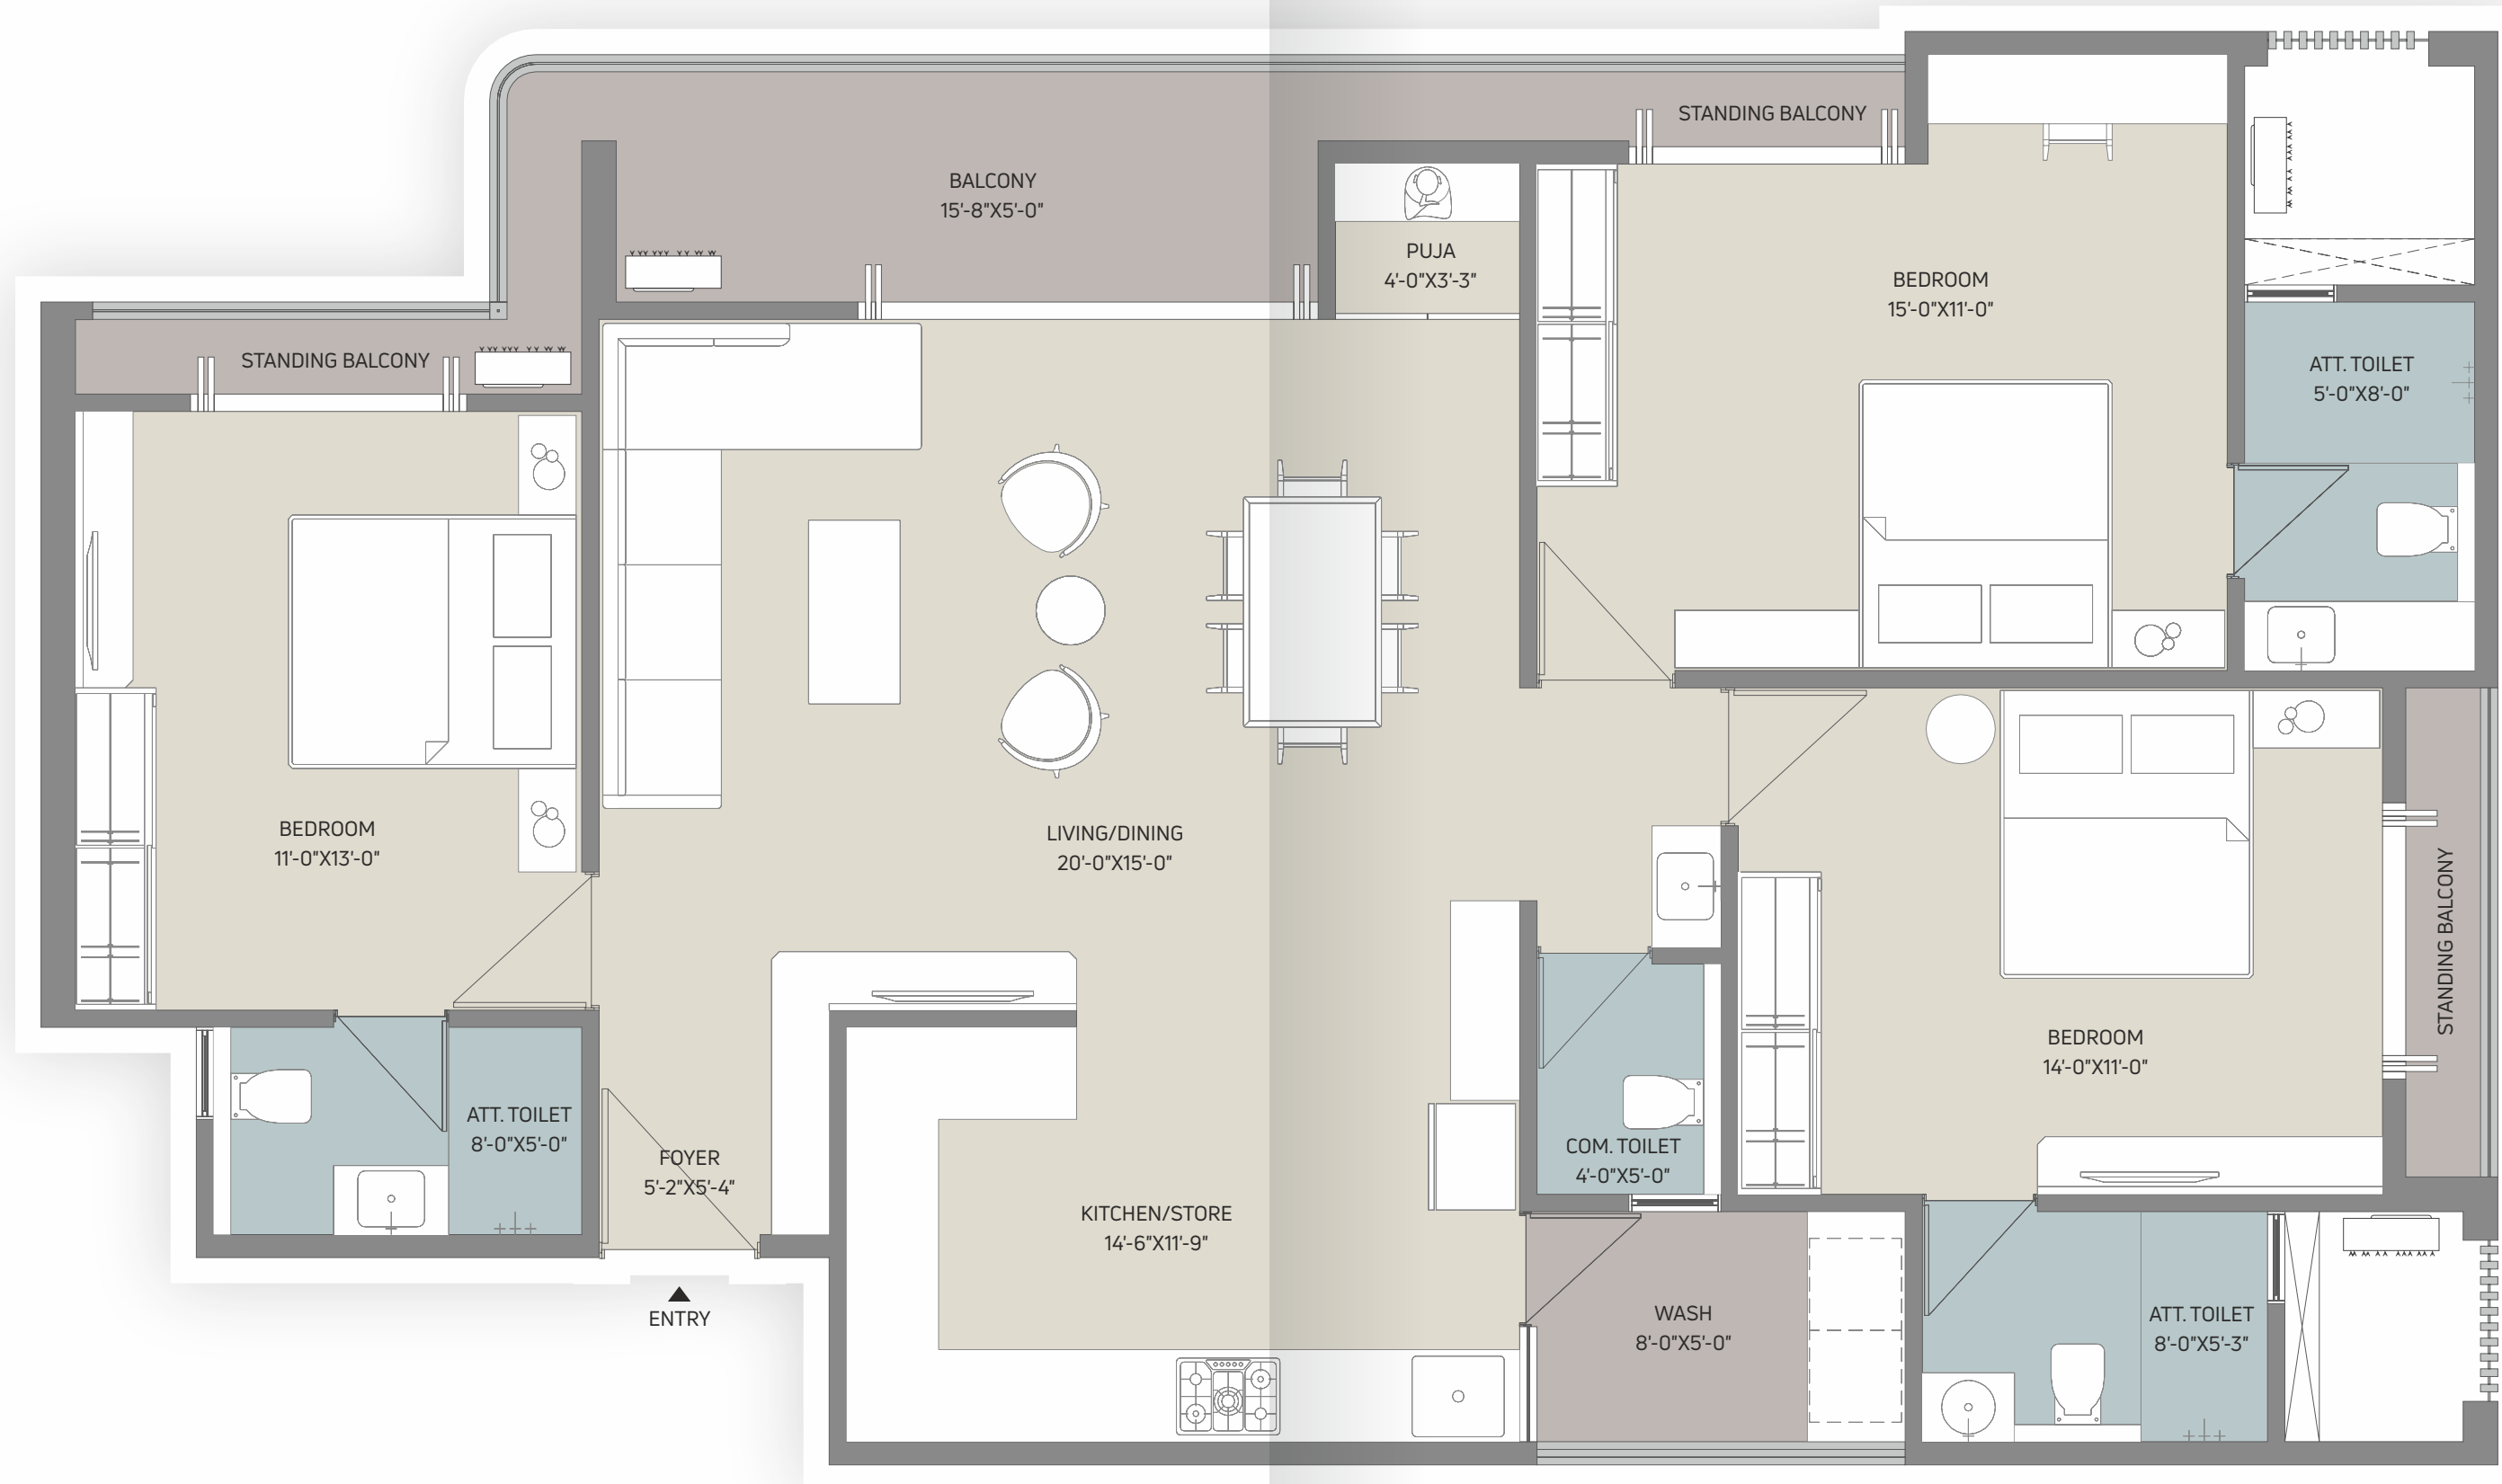 STANDING BALCONY
BALCONY
15'-8"X5'-0"
PUJA
4'-0"X3'-3"
BEDROOM
15'-0"X11'-0"
STANDING BALCONY
ATT. TOILET
5'-0"X8'-0"
BEDROOM
11'-0"X13'-0"
LIVING/DINING
20'-0"X15'-0"
STANDING BALCONY
BEDROOM
14'-0"X11'-0"
ATT. TOILET
8'-0"X5'-0"
FOYER
5'-2"X5'-4"
COM. TOILET
4'-0"X5'-0"
KITCHEN/STORE
14'-6"X11'-9"
ENTRY
WASH
8'-0"X5'-0"
ATT. TOILET
8'-0"X5'-3"